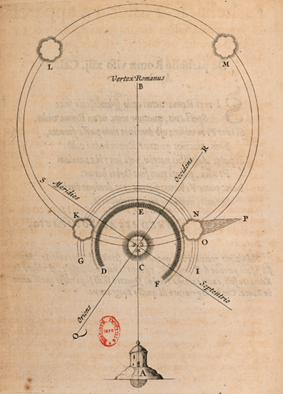 L
M
Vertex Romanus
B
R
Occidens
S
Meridies
K
E
N
P
G
O
D
C
F
I
Septentrio
Oriens
Q
A